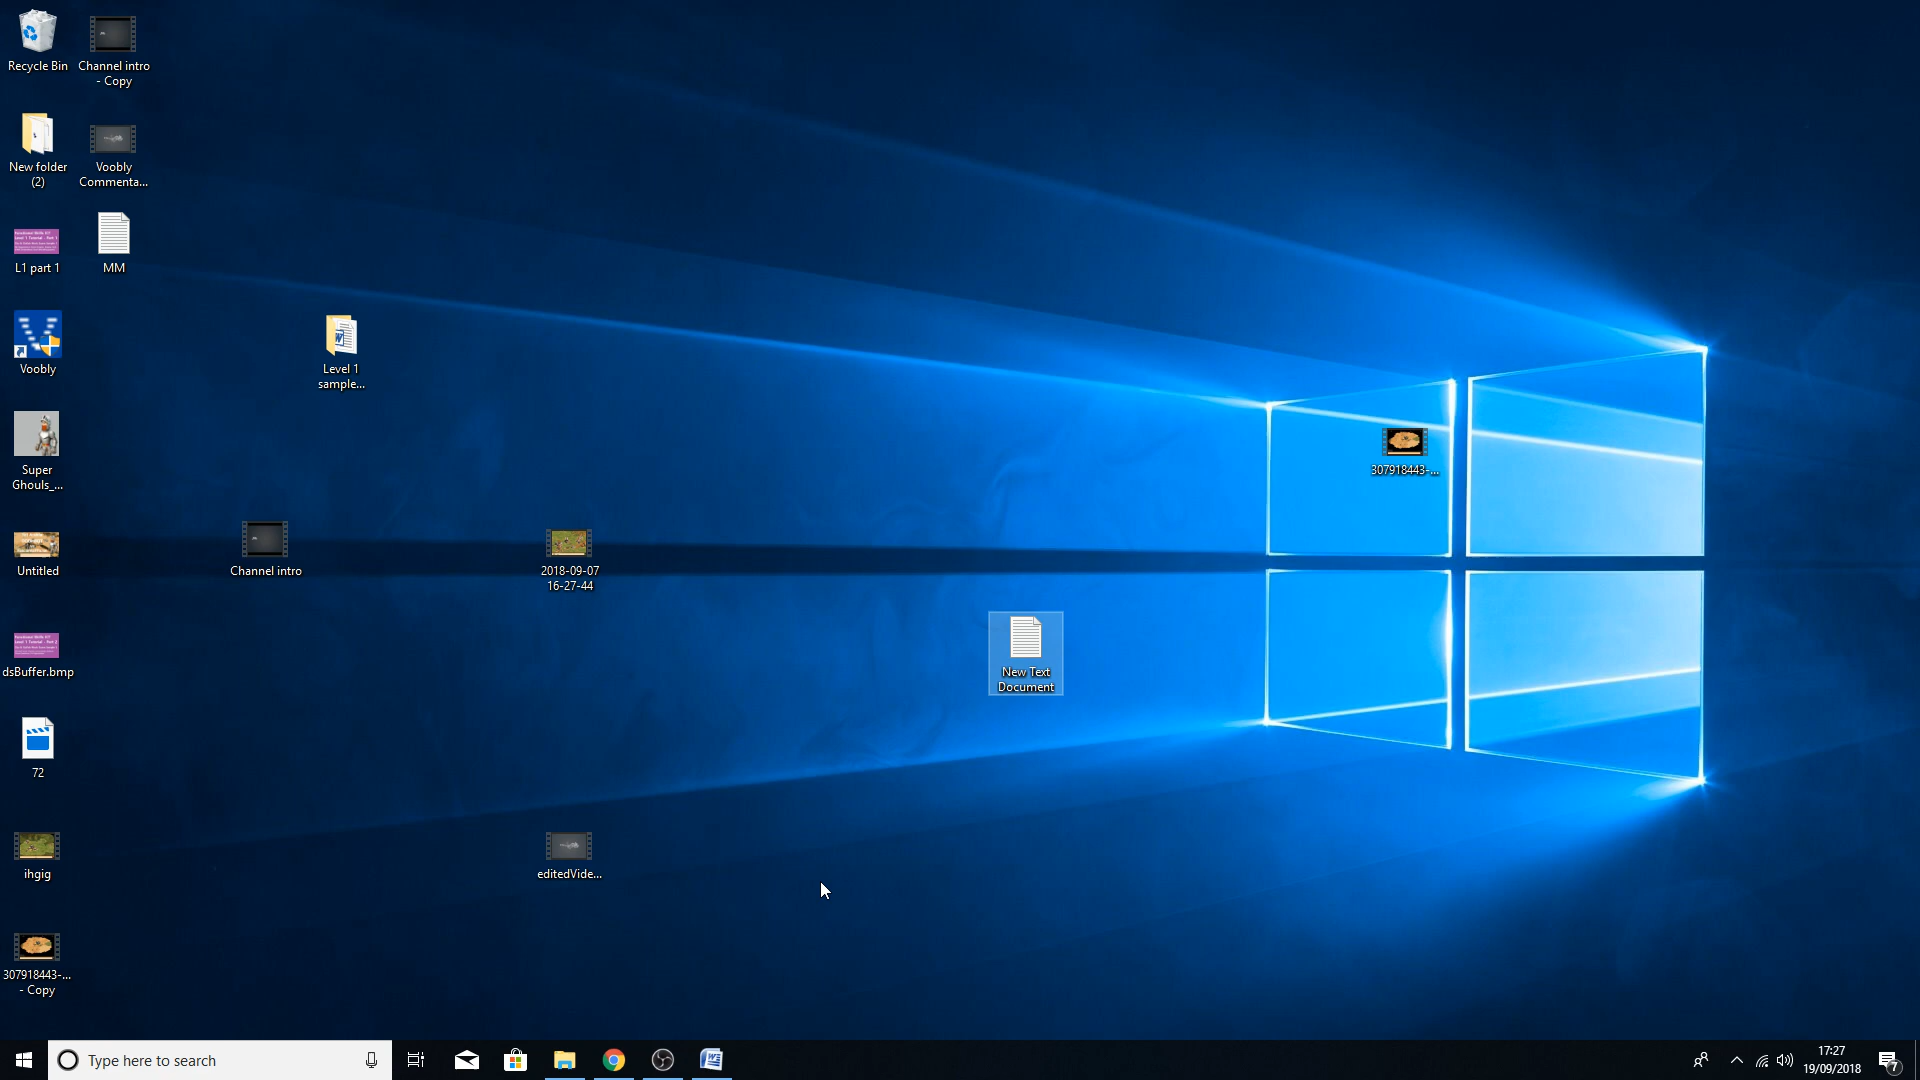 Recycle Bin
Channel intro
- Copy
New folder
(2)
Voobly
Commenta...
L1 part 1
MM
Voobly
Level 1
sample...
Super
Ghouls_...
307918443-...
Untitled
Channel intro
2018-09-07
16-27-44
dsBuffer.bmp
New Text
Document
72
ihgig
editedVide...
307918443-...
- Copy
Type here to search
17:27
19/09/2018
7